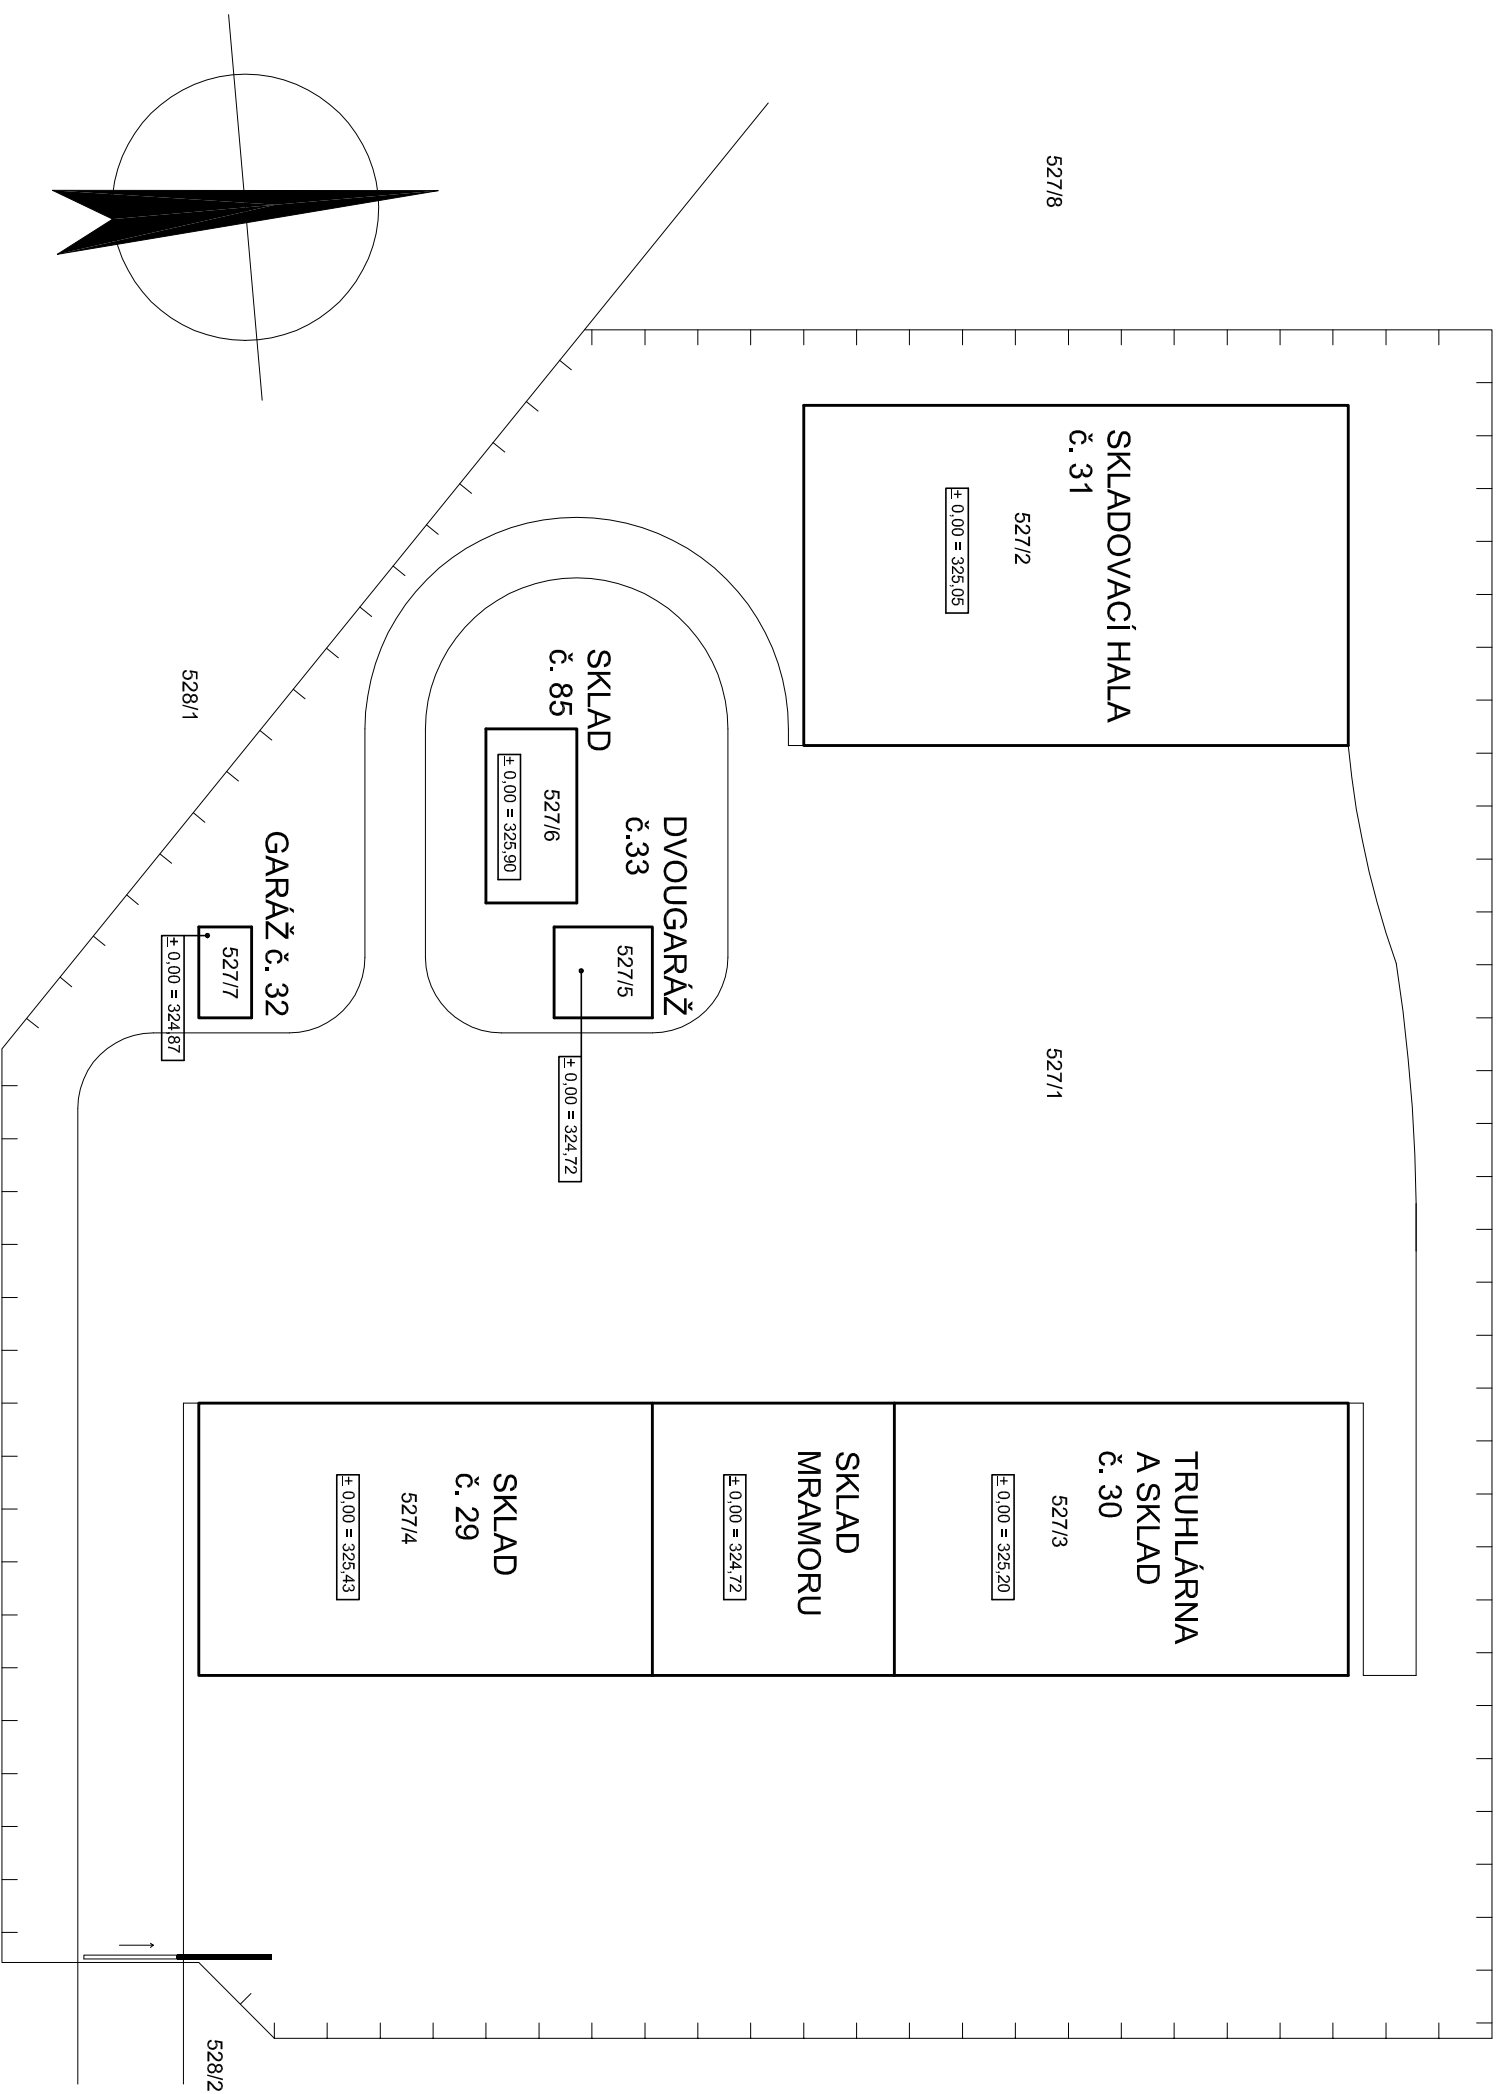 527/8
SKLADOVACÍ HALA
č. 31
527/2
± 0,00 = 325,05
SKLAD
č. 85
527/6
± 0,00 = 325,90
DVOUGARÁŽ
č.33
527/5
± 0,00 = 324,72
528/1
GARÁŽ č. 32
527/7
± 0,00 = 324,87
527/1
TRUHLÁRNA
A SKLAD
č. 30
527/3
± 0,00 = 325,20
SKLAD
MRAMORU
± 0,00 = 324,72
SKLAD
č. 29
527/4
± 0,00 = 325,43
528/2